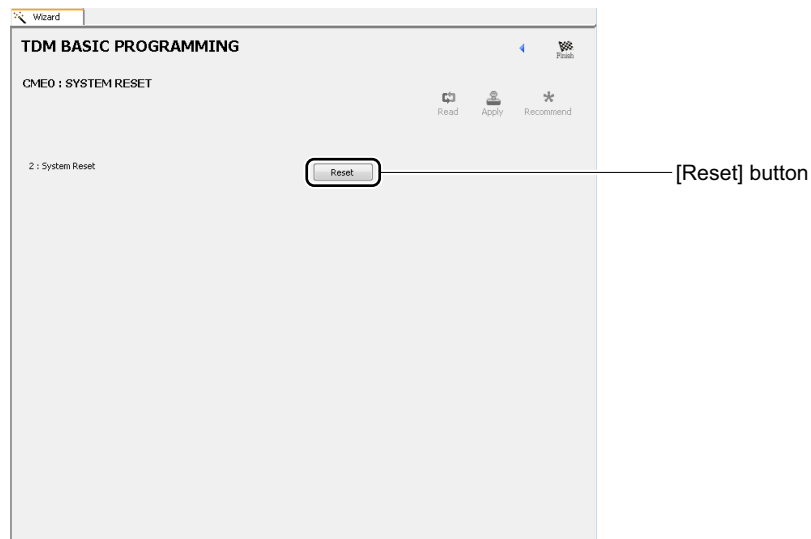 Wizard
TDM BASIC PROGRAMMING
Finish
CME0 : SYSTEM RESET
Read Apply Recommend
2 : System Reset
Reset
[Reset] button